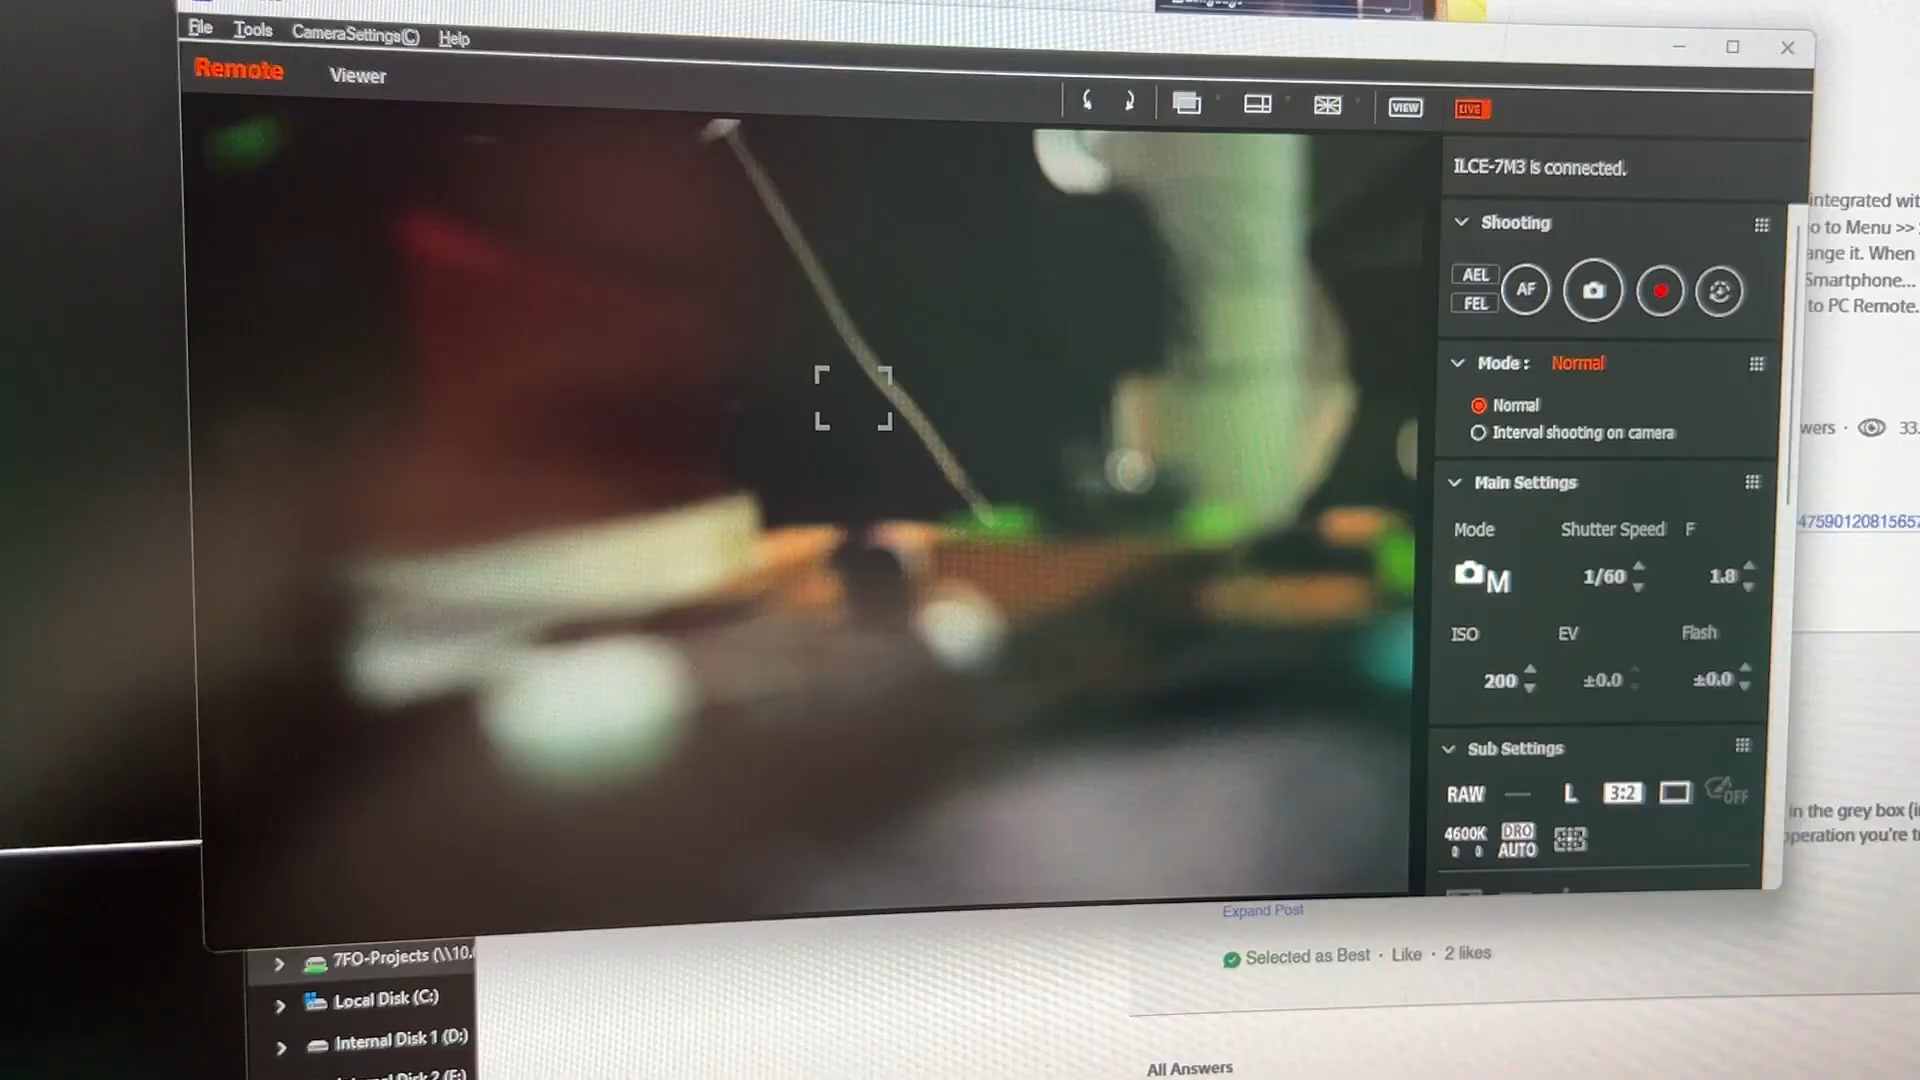 File Tools CameraSettings(C) Help
Remote Viewer
VIEW LIVE
ILCE-7M3 is connected.
Shooting
AEL
FEL
AF
Mode : Normal
Normal
Interval shooting on camera
Main Settings
Mode Shutter Speed F
M 1/60 1.8
ISO EV Flash
200 ±0.0 ±0.0
Sub Settings
RAW — L 3:2 OFF
4600K DRO
0 0 AUTO
integrated wit
o to Menu >>
ange it. When
Smartphone...
to PC Remote.
wers · 33.
in the grey box (i
peration you're t
Expand Post
Selected as Best · Like · 2 likes
All Answers
7FO-Projects (\\10.
Local Disk (C:)
Internal Disk 1 (D:)